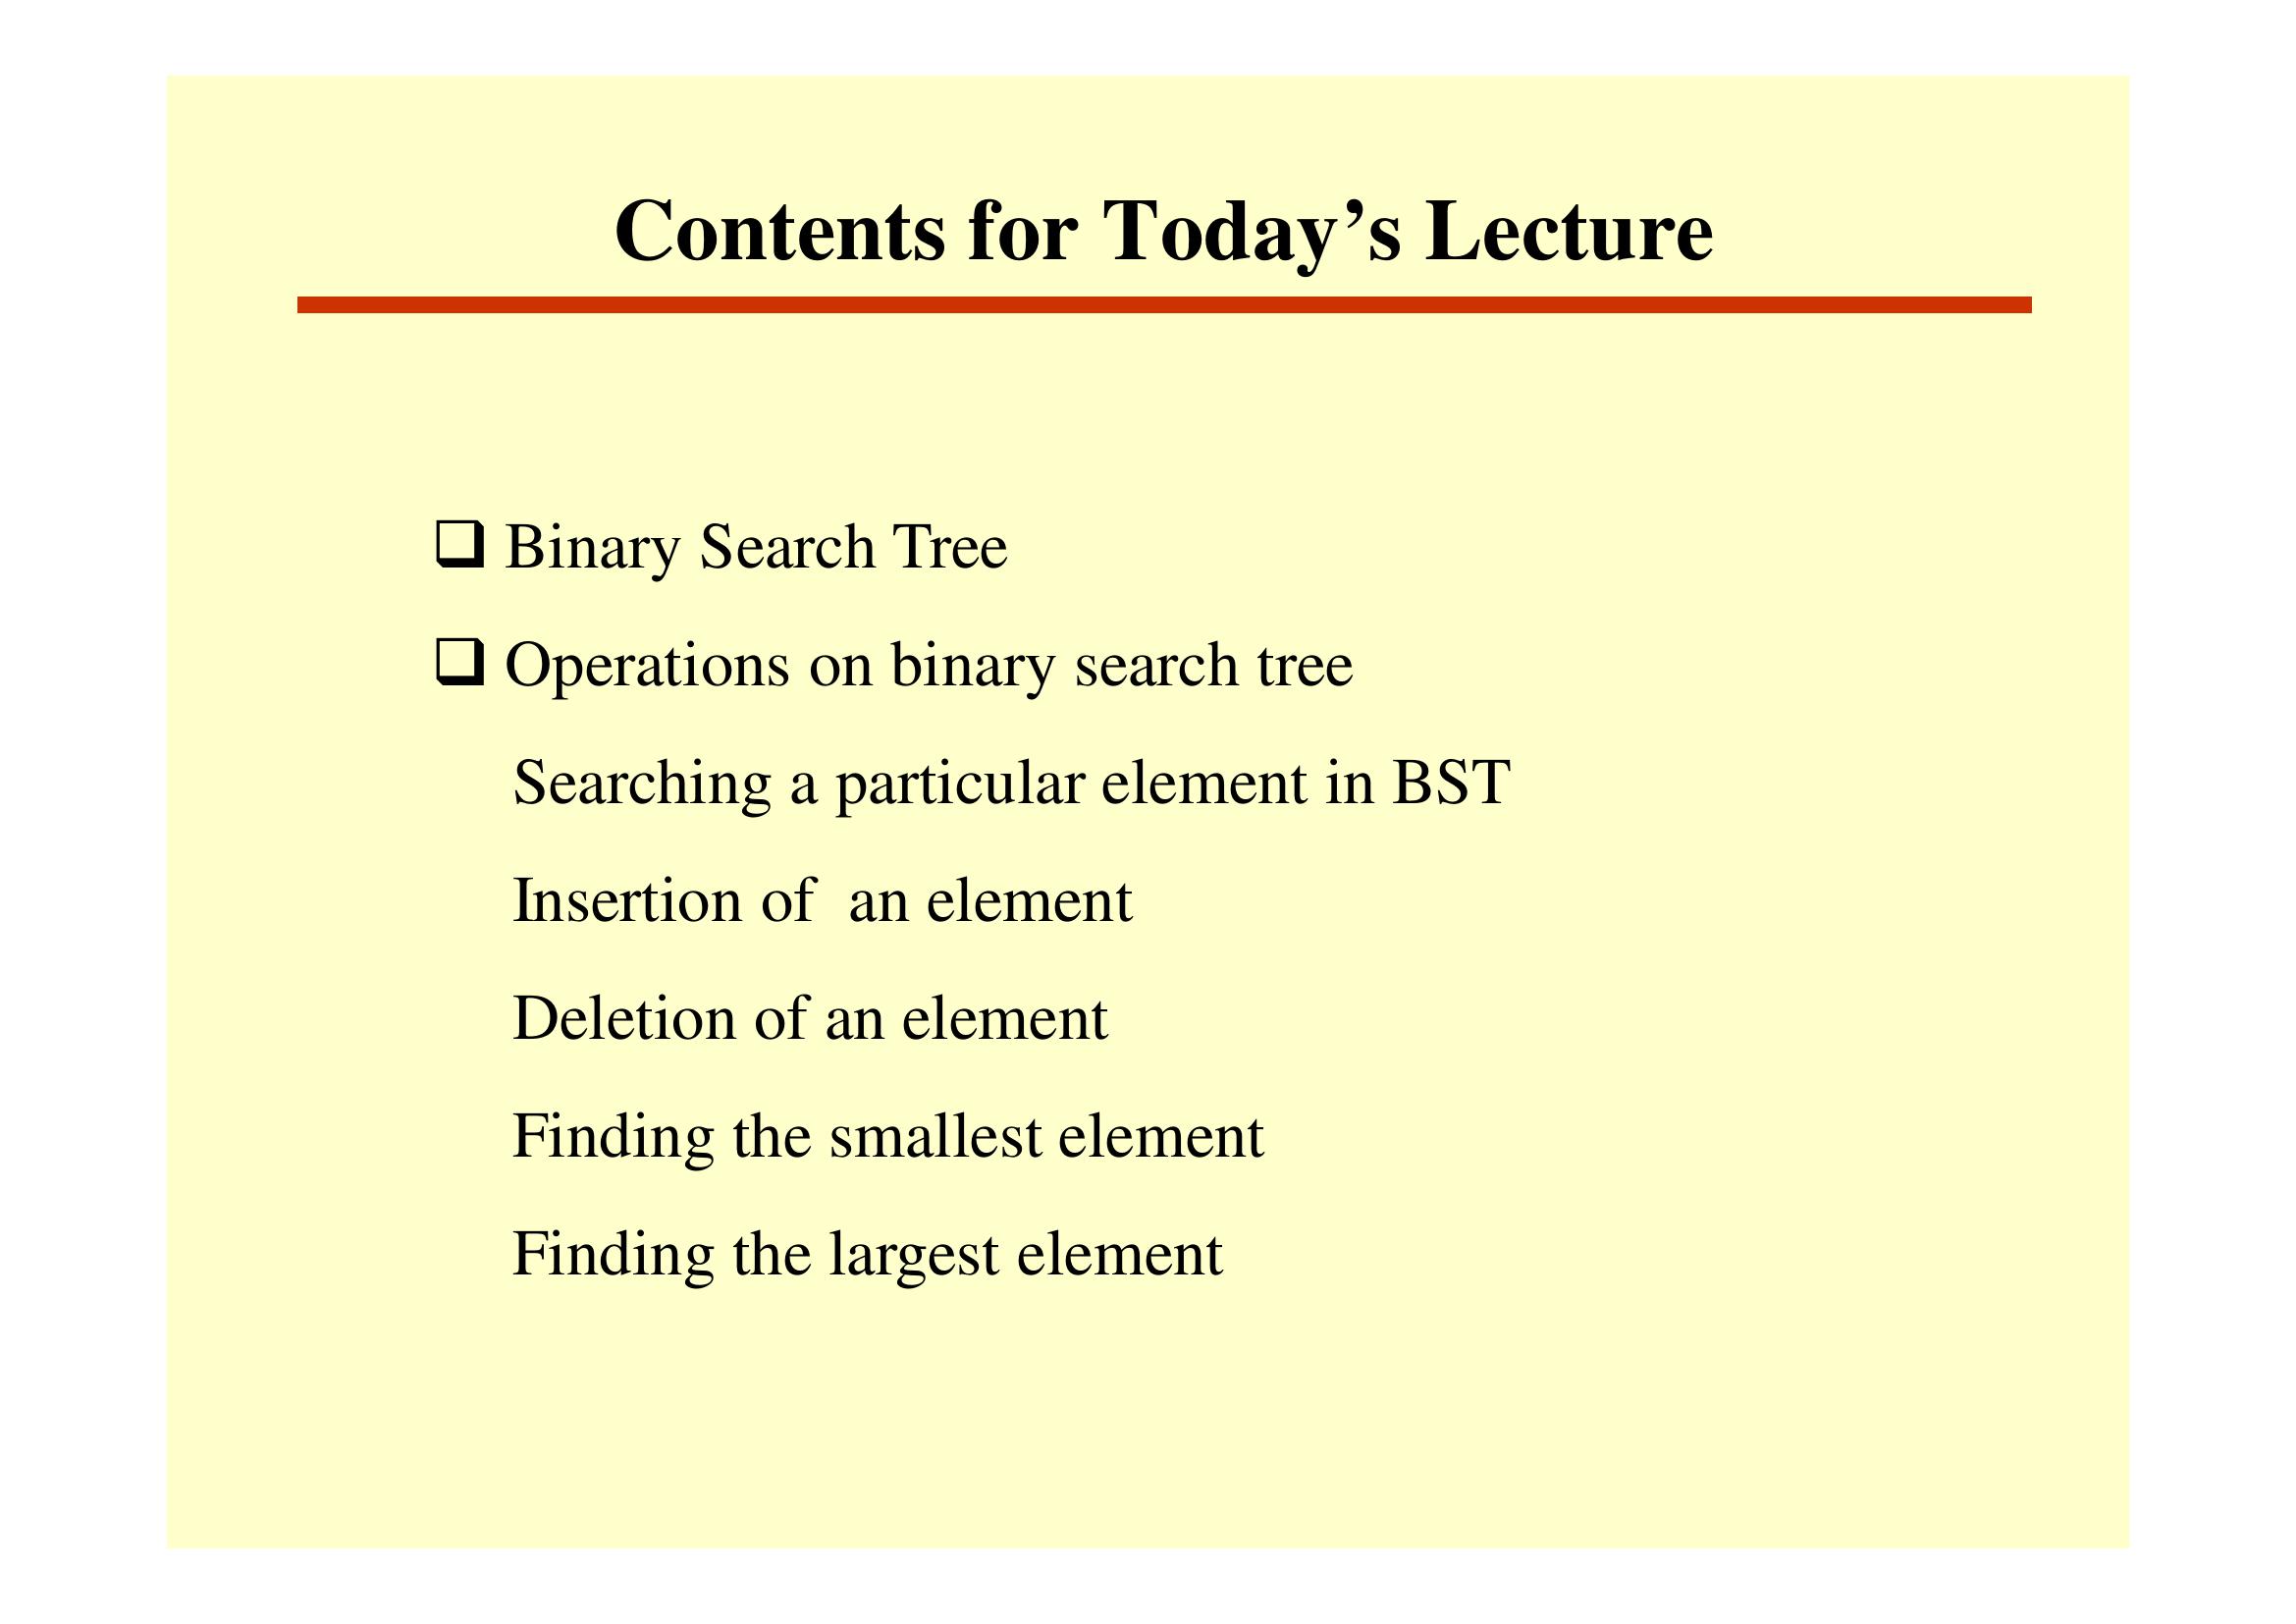 Contents for Today’s Lecture
❑ Binary Search Tree
❑ Operations on binary search tree
Searching a particular element in BST
Insertion of  an element
Deletion of an element
Finding the smallest element
Finding the largest element